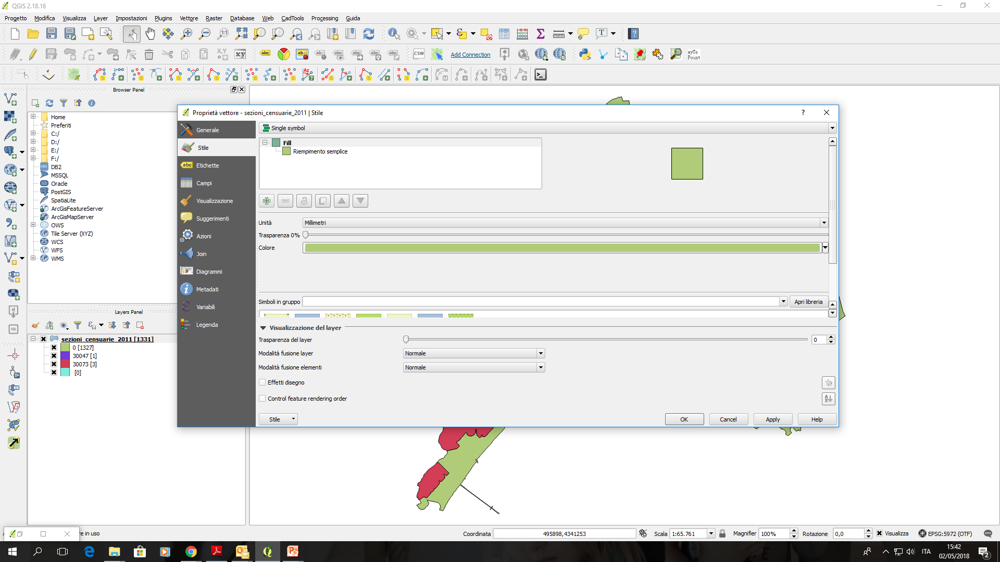 QGIS 2.18.16
Progetto Modifica Visualizza Layer Impostazioni Plugins Vettore Raster Database Web CadTools Processing Guida
CSW Add Connection xyTo Point
Browser Panel
Home
Preferiti
C:/
D:/
E:/
F:/
DB2
MSSQL
Oracle
PostGIS
SpatiaLite
ArcGisFeatureServer
ArcGisMapServer
OWS
Tile Server (XYZ)
WCS
WFS
WMS
Layers Panel
sezioni_censuarie_2011 [1331]
0 [1327]
30047 [1]
30073 [3]
[0]
Proprietà vettore - sezioni_censuarie_2011 | Stile
Generale
Stile
Etichette
Campi
Visualizzazione
Suggerimenti
Azioni
Join
Diagrammi
Metadati
Variabili
Legenda
Single symbol
Fill
Riempimento semplice
Unità Millimetri
Trasparenza 0%
Colore
Simboli in gruppo Apri libreria
Visualizzazione del layer
Trasparenza del layer 0
Modalità fusione layer Normale
Modalità fusione elementi Normale
Effetti disegno
Control feature rendering order
Stile OK Cancel Apply Help
re in uso
Coordinata 495898,4341253 Scala 1:65.761 Magnifier 100% Rotazione 0,0 Visualizza EPSG:5972 (OTF)
ITA
15:42
02/05/2018
2